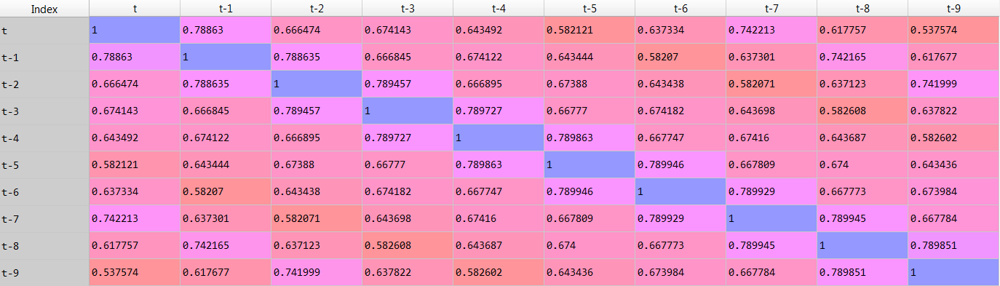 Index t t-1 t-2 t-3 t-4 t-5 t-6 t-7 t-8 t-9
t 1 0.78863 0.666474 0.674143 0.643492 0.582121 0.637334 0.742213 0.617757 0.537574
t-1 0.78863 1 0.788635 0.666845 0.674122 0.643444 0.58207 0.637301 0.742165 0.617677
t-2 0.666474 0.788635 1 0.789457 0.666895 0.67388 0.643438 0.582071 0.637123 0.741999
t-3 0.674143 0.666845 0.789457 1 0.789727 0.66777 0.674182 0.643698 0.582608 0.637822
t-4 0.643492 0.674122 0.666895 0.789727 1 0.789863 0.667747 0.67416 0.643687 0.582602
t-5 0.582121 0.643444 0.67388 0.66777 0.789863 1 0.789946 0.667809 0.674 0.643436
t-6 0.637334 0.58207 0.643438 0.674182 0.667747 0.789946 1 0.789929 0.667773 0.673984
t-7 0.742213 0.637301 0.582071 0.643698 0.67416 0.667809 0.789929 1 0.789945 0.667784
t-8 0.617757 0.742165 0.637123 0.582608 0.643687 0.674 0.667773 0.789945 1 0.789851
t-9 0.537574 0.617677 0.741999 0.637822 0.582602 0.643436 0.673984 0.667784 0.789851 1